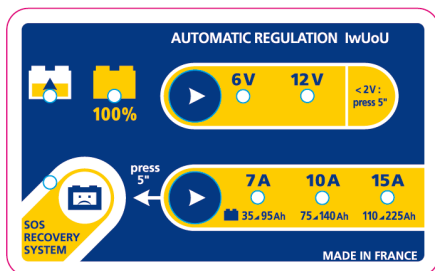 AUTOMATIC REGULATION IwUoU
6V 12V
< 2V :
press 5"
100%
press
5"
7A 10A 15A
35⊿95Ah 75⊿140Ah 110⊿225Ah
SOS
RECOVERY
SYSTEM
MADE IN FRANCE